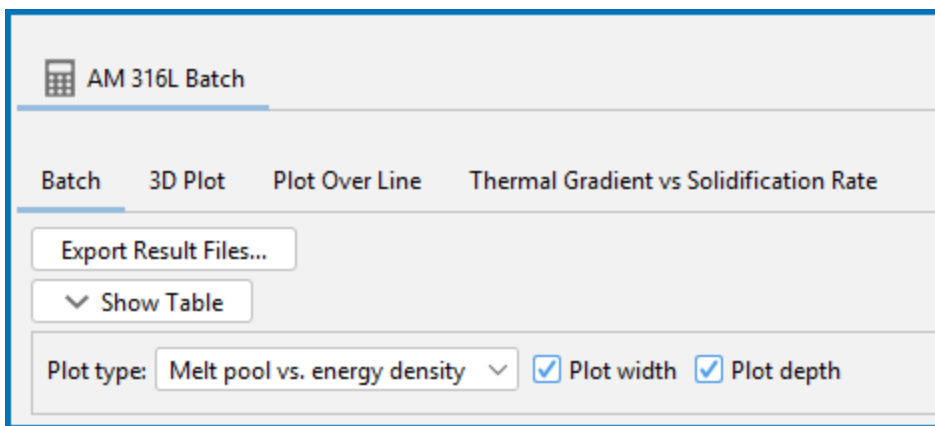 AM 316L Batch
Batch 3D Plot Plot Over Line Thermal Gradient vs Solidification Rate
Export Result Files...
Show Table
Plot type: Melt pool vs. energy density Plot width Plot depth